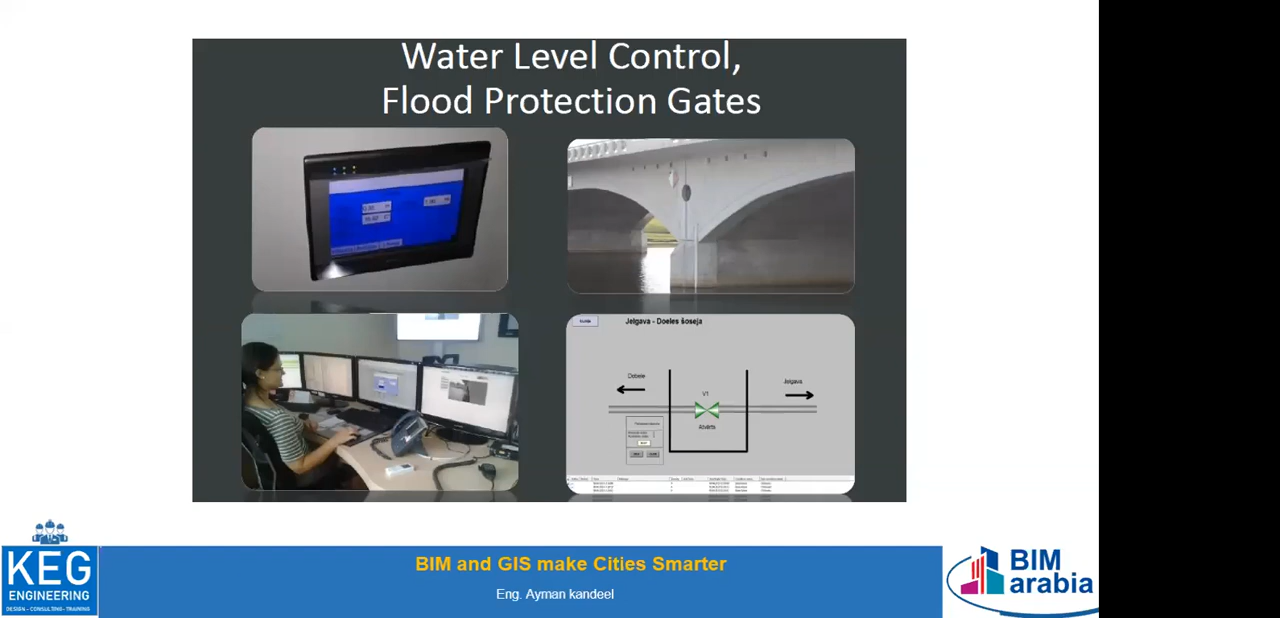 Water Level Control,
Flood Protection Gates
Jelgava - Doeles šoseja
Dobele
Jelgava
V1
Atvērts
KEG
ENGINEERING
DESIGN - CONSULTING- TRAINING
BIM and GIS make Cities Smarter
Eng. Ayman kandeel
BIM
arabia